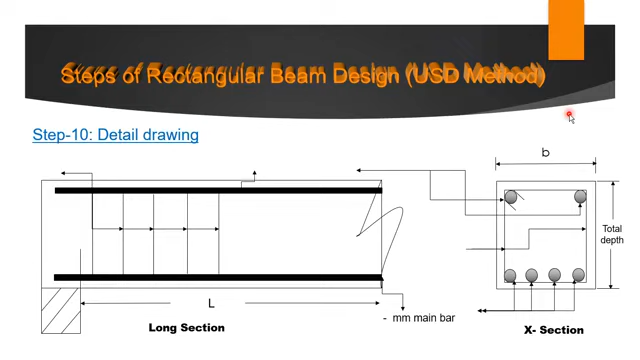 Steps of Rectangular Beam Design (USD Method)
Step-10: Detail drawing
b
Total
depth
L
- mm main bar
Long Section
X- Section